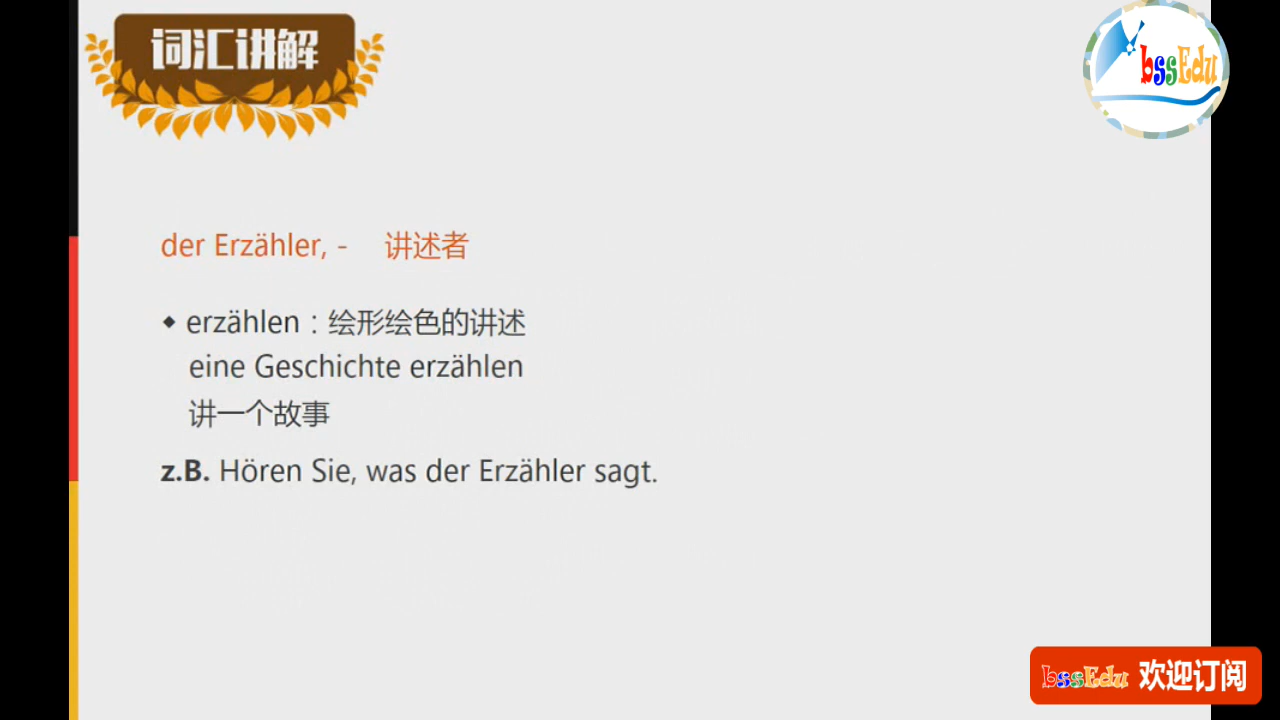 词汇讲解
bssEdu
der Erzähler, - 讲述者
◆ erzählen：绘形绘色的讲述
eine Geschichte erzählen
讲一个故事
z.B. Hören Sie, was der Erzähler sagt.
bssEdu 欢迎订阅